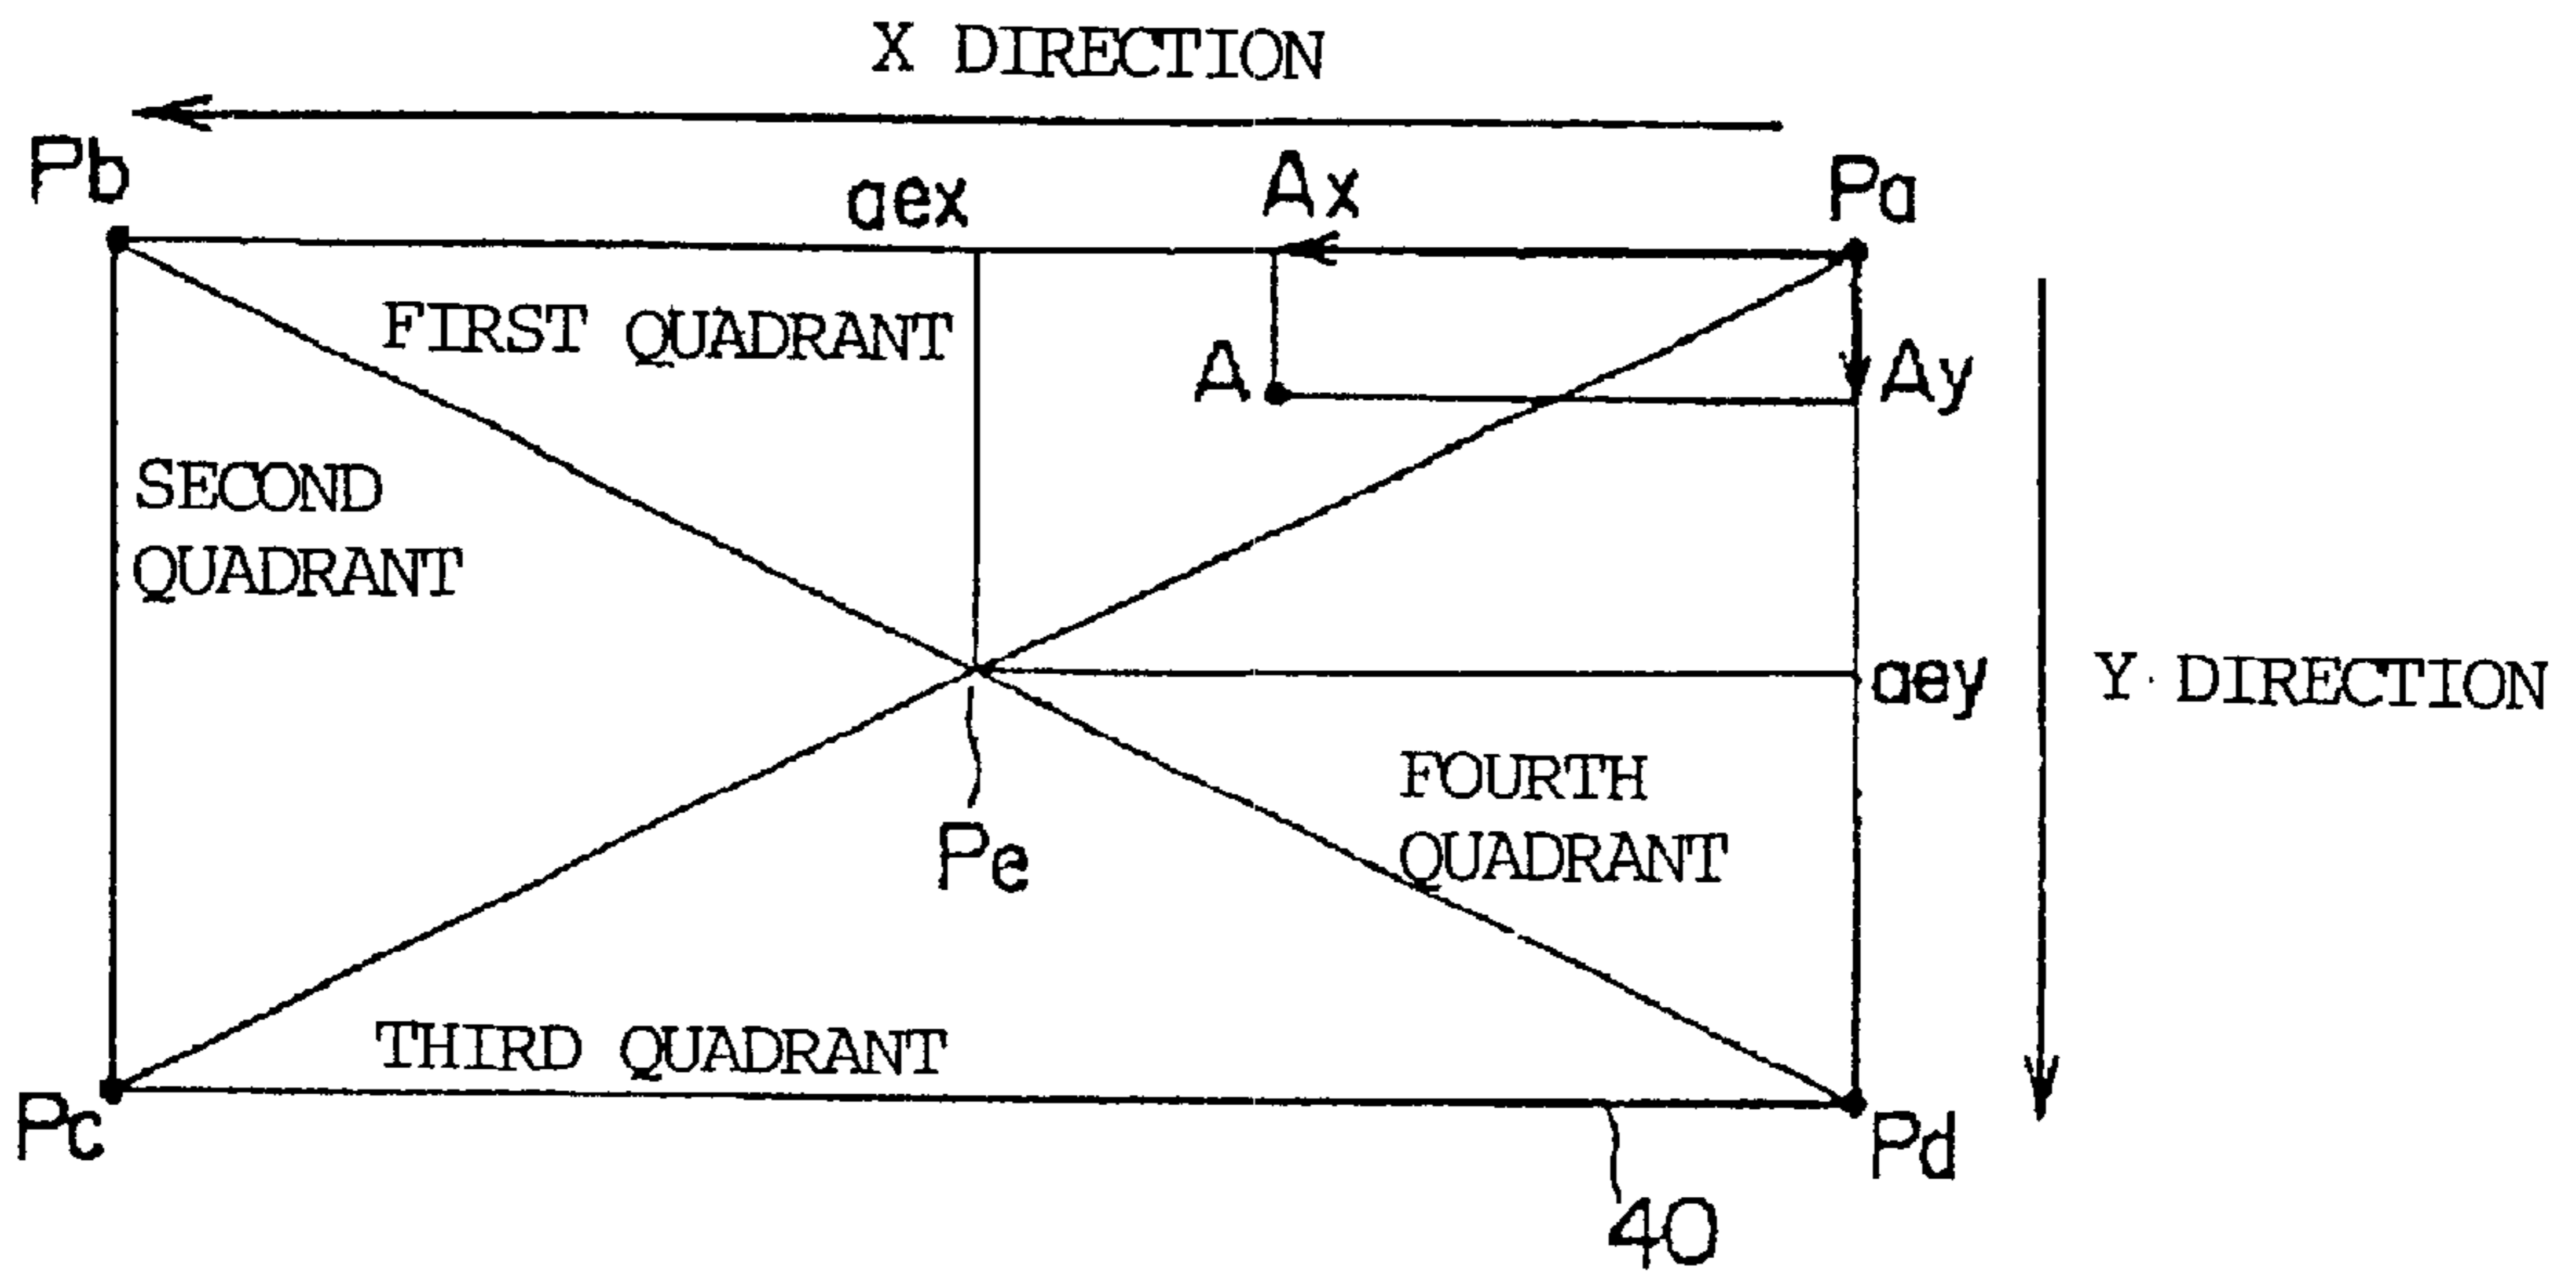 X DIRECTION
Pb
aex
Ax
Pa
FIRST QUADRANT
A
Ay
SECOND
QUADRANT
aey
Y DIRECTION
FOURTH
QUADRANT
Pe
THIRD QUADRANT
Pc
Pd
40